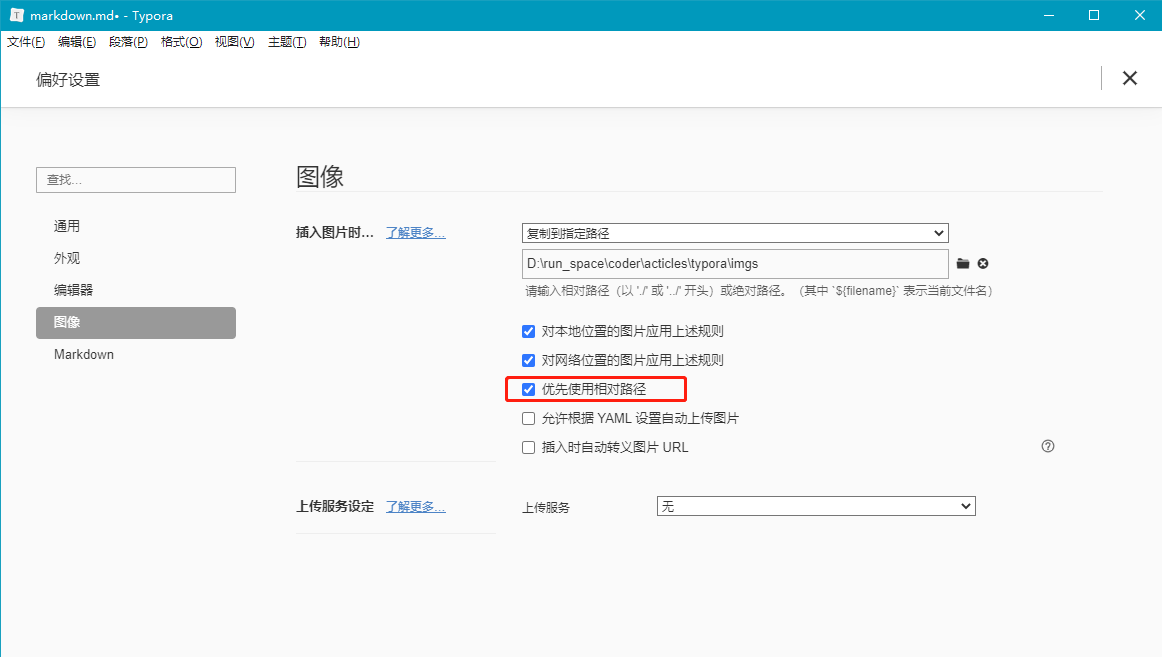 markdown.md• - Typora
文件(F) 编辑(E) 段落(P) 格式(O) 视图(V) 主题(T) 帮助(H)
偏好设置
查找...
通用
外观
编辑器
图像
Markdown
图像
插入图片时... 了解更多...
复制到指定路径
D:\run_space\coder\acticles\typora\imgs
请输入相对路径（以 './' 或 '../' 开头）或绝对路径。（其中 `${filename}` 表示当前文件名）
对本地位置的图片应用上述规则
对网络位置的图片应用上述规则
优先使用相对路径
允许根据 YAML 设置自动上传图片
插入时自动转义图片 URL
上传服务设定 了解更多...
上传服务 无